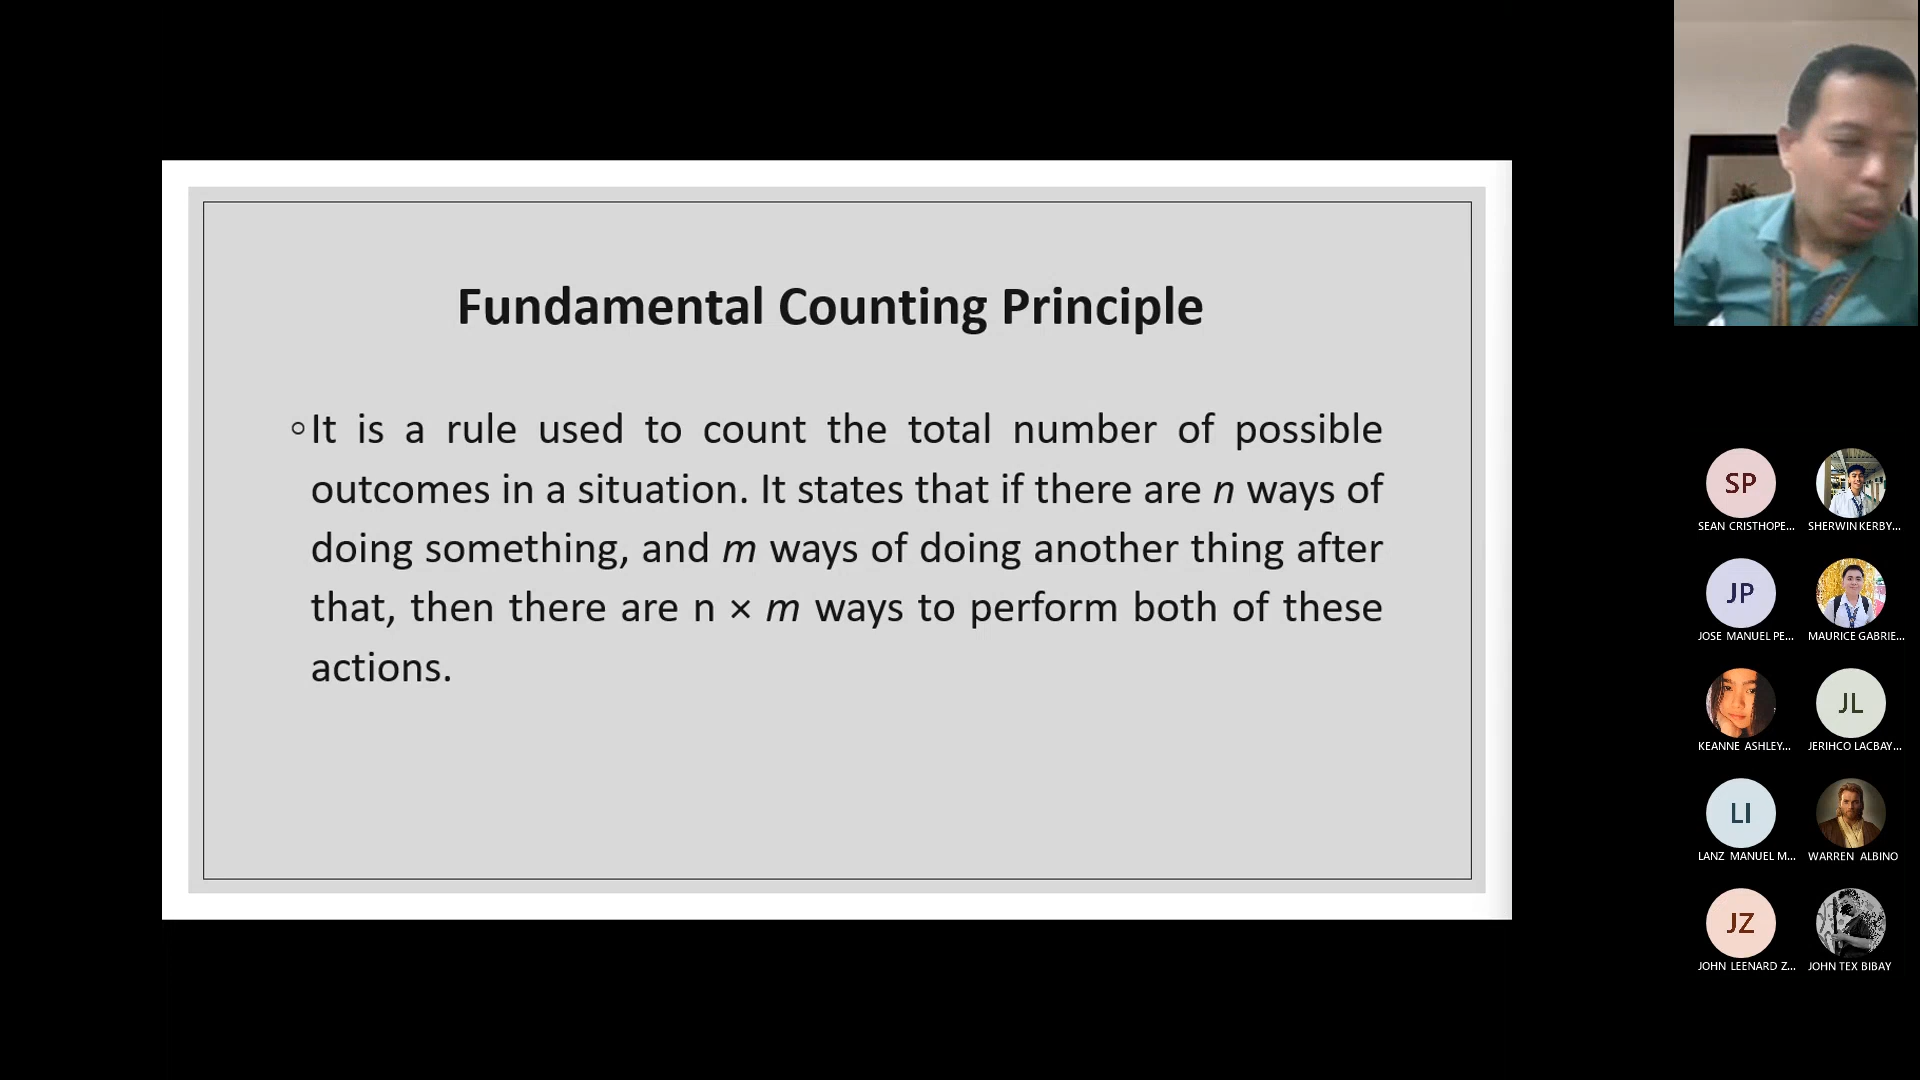 Fundamental Counting Principle
◦It is a rule used to count the total number of possible
outcomes in a situation. It states that if there are n ways of
doing something, and m ways of doing another thing after
that, then there are n × m ways to perform both of these
actions.
SP
SEAN CRISTHOPE...
SHERWIN KERBY...
JP
JOSE MANUEL PE...
MAURICE GABRIE...
KEANNE ASHLEY...
JL
JERIHCO LACBAY...
LI
LANZ MANUEL M...
WARREN ALBINO
JZ
JOHN LEENARD Z...
JOHN TEX BIBAY